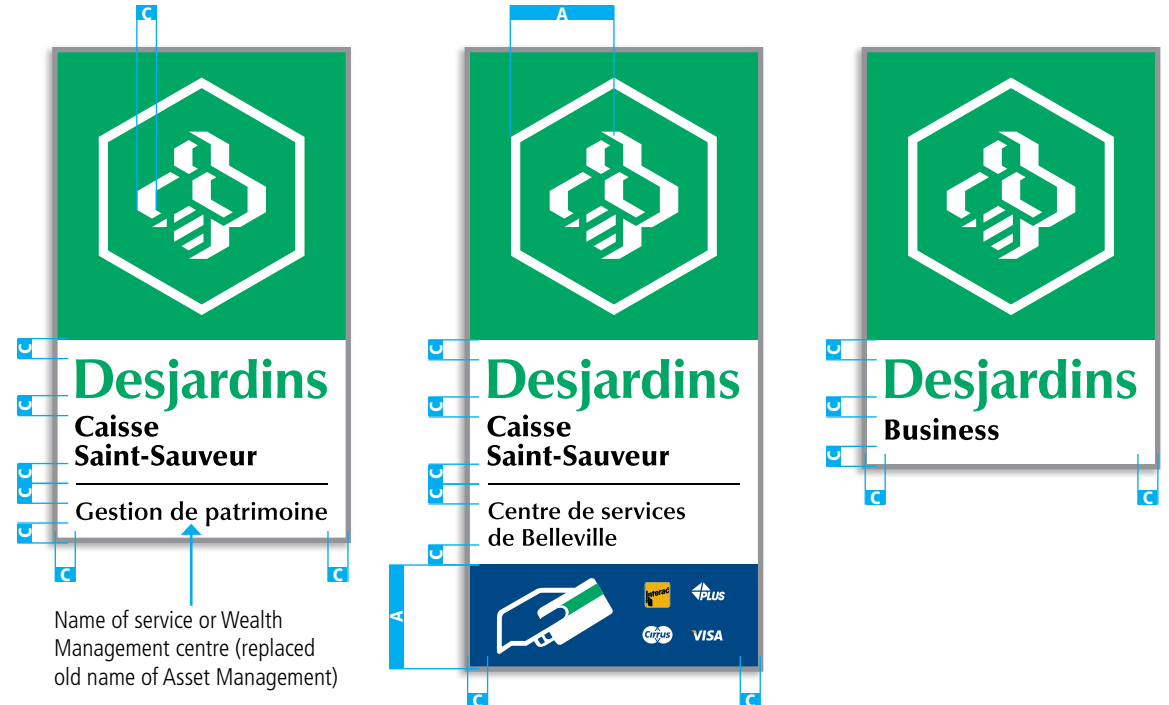 C
A
Desjardins
Caisse
Saint-Sauveur
Gestion de patrimoine
C
C
C
C
C
C
C
Name of service or Wealth
Management centre (replaced
old name of Asset Management)
Desjardins
Caisse
Saint-Sauveur
Centre de services
de Belleville
C
C
C
C
C
A
Interac
PLUS
Cirrus
VISA
C
C
Desjardins
Business
C
C
C
C
C